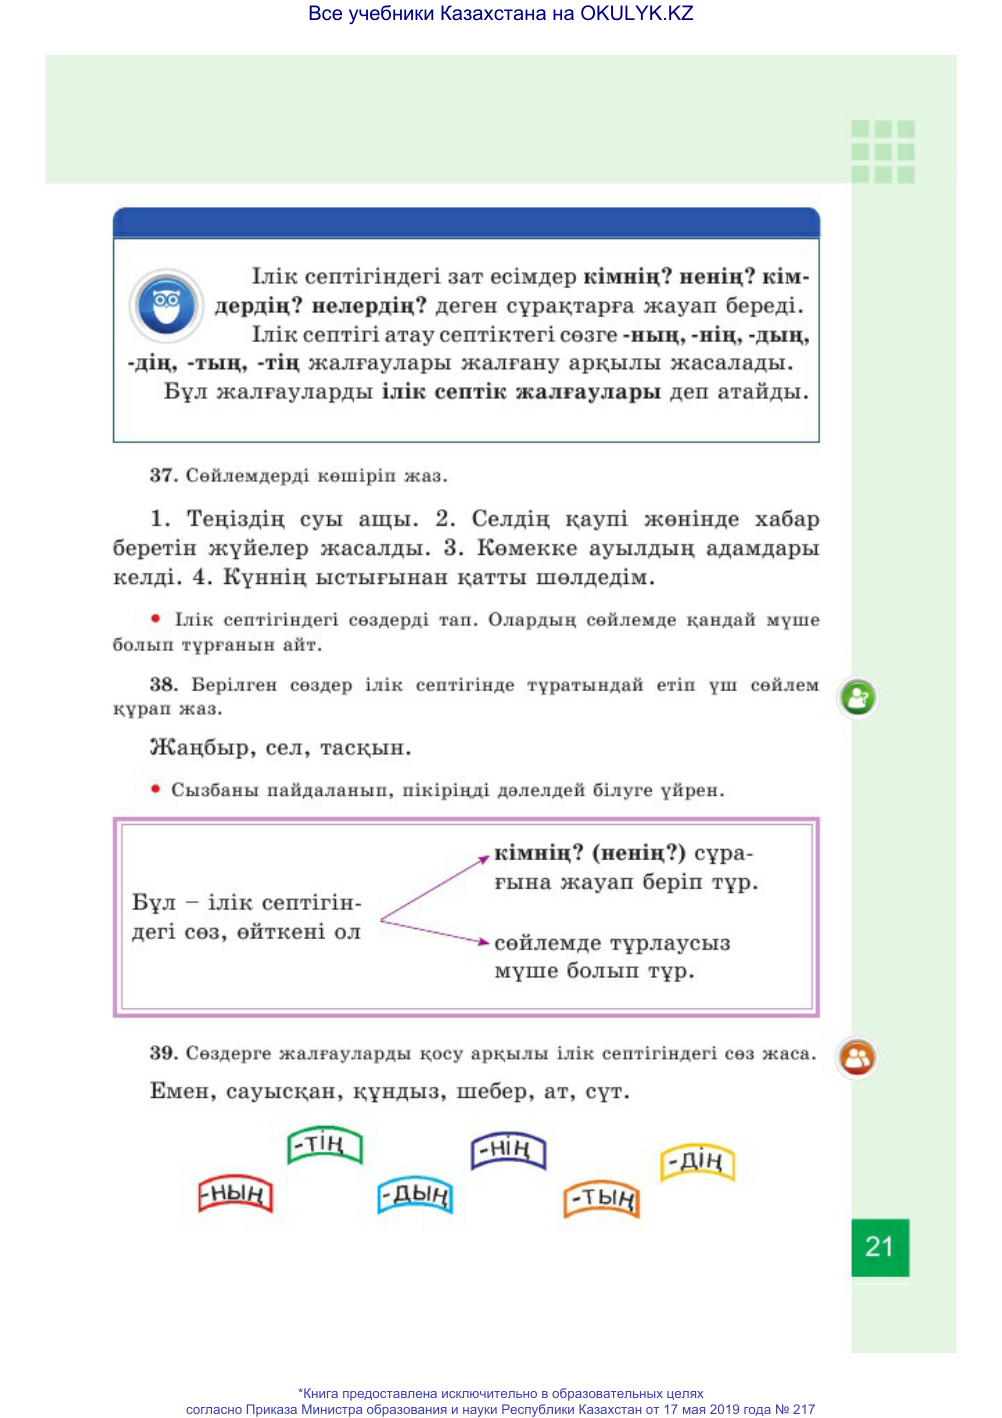 Все учебники Казахстана на OKULYK.KZ
Ілік септігіндегі зат есімдер кімнің? ненің? кім-
дердің? нелердің? деген сұрақтарға жауап береді.
Ілік септігі атау септіктегі сөзге -ның, -нің, -дың,
-дің, -тың, -тің жалғаулары жалғану арқылы жасалады.
Бұл жалғауларды ілік септік жалғаулары деп атайды.
37. Сөйлемдерді көшіріп жаз.
1. Теңіздің суы ащы. 2. Селдің қаупі жөнінде хабар
беретін жүйелер жасалды. 3. Көмекке ауылдың адамдары
келді. 4. Күннің ыстығынан қатты шөлдедім.
• Ілік септігіндегі сөздерді тап. Олардың сөйлемде қандай мүше
болып тұрғанын айт.
38. Берілген сөздер ілік септігінде тұратындай етіп үш сөйлем
құрап жаз.
Жаңбыр, сел, тасқын.
• Сызбаны пайдаланып, пікіріңді дәлелдей білуге үйрен.
Бұл – ілік септігін-
дегі сөз, өйткені ол
кімнің? (ненің?) сұра-
ғына жауап беріп тұр.
сөйлемде тұрлаусыз
мүше болып тұр.
39. Сөздерге жалғауларды қосу арқылы ілік септігіндегі сөз жаса.
Емен, сауысқан, құндыз, шебер, ат, сүт.
-ның
-тің
-дың
-нің
-тың
-дің
21
*Книга предоставлена исключительно в образовательных целях
согласно Приказа Министра образования и науки Республики Казахстан от 17 мая 2019 года № 217